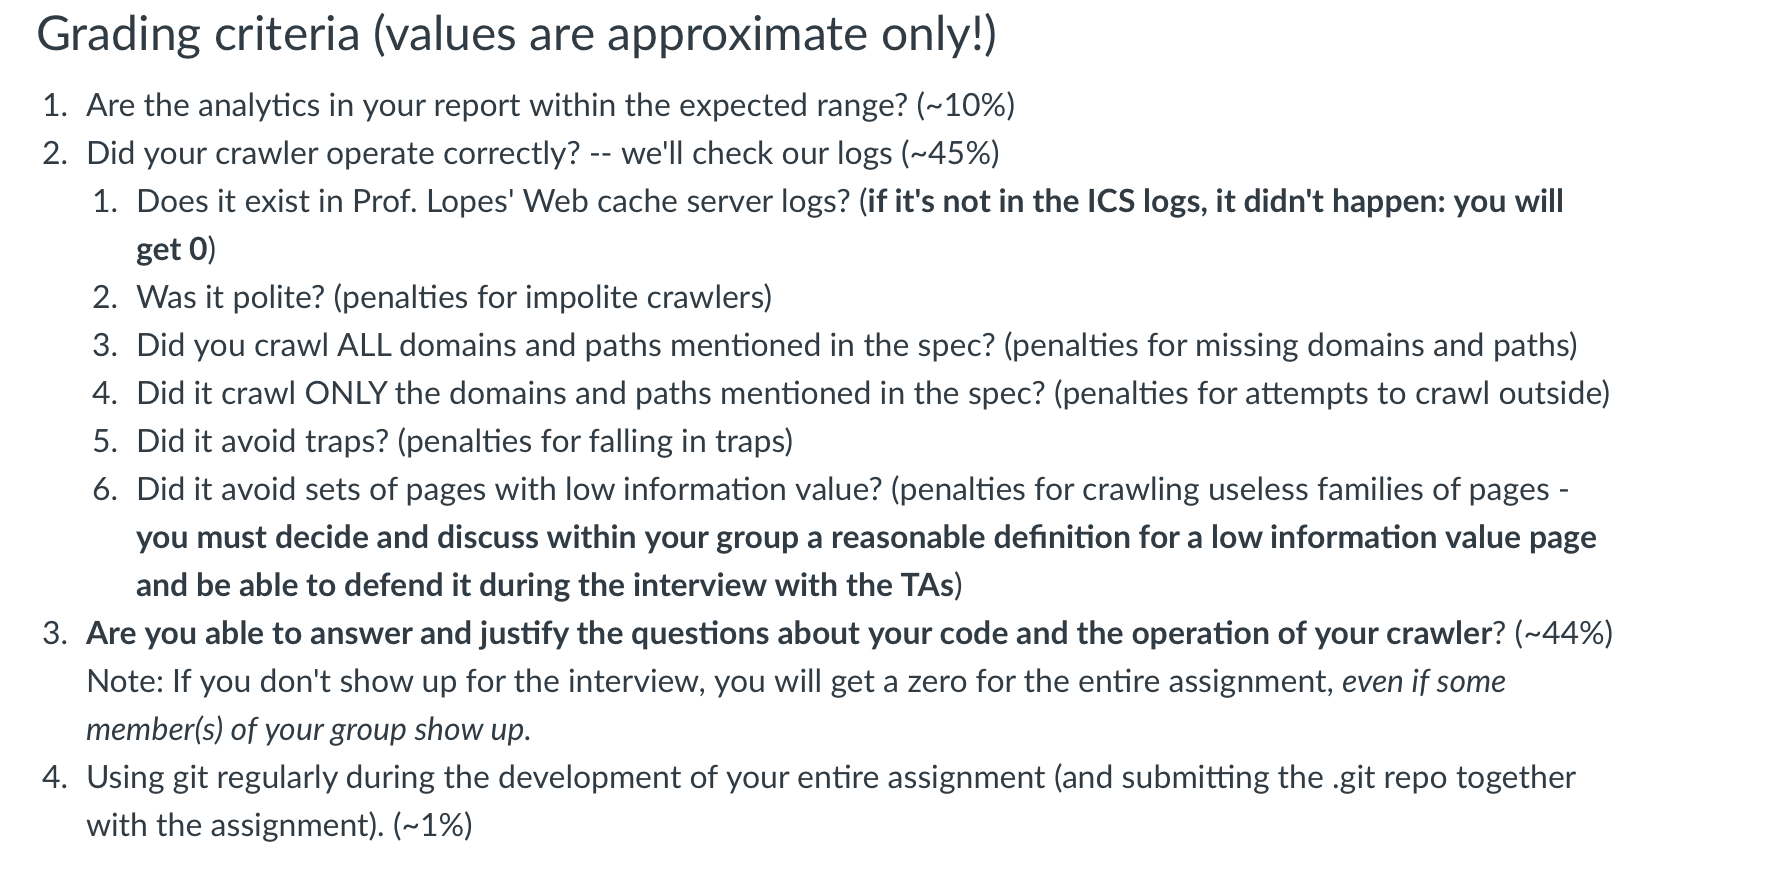 Grading criteria (values are approximate only!)
1. Are the analytics in your report within the expected range? (~10%)
2. Did your crawler operate correctly? -- we'll check our logs (~45%)
1. Does it exist in Prof. Lopes' Web cache server logs? (if it's not in the ICS logs, it didn't happen: you will
get 0)
2. Was it polite? (penalties for impolite crawlers)
3. Did you crawl ALL domains and paths mentioned in the spec? (penalties for missing domains and paths)
4. Did it crawl ONLY the domains and paths mentioned in the spec? (penalties for attempts to crawl outside)
5. Did it avoid traps? (penalties for falling in traps)
6. Did it avoid sets of pages with low information value? (penalties for crawling useless families of pages -
you must decide and discuss within your group a reasonable definition for a low information value page
and be able to defend it during the interview with the TAs)
3. Are you able to answer and justify the questions about your code and the operation of your crawler? (~44%)
Note: If you don't show up for the interview, you will get a zero for the entire assignment, even if some
member(s) of your group show up.
4. Using git regularly during the development of your entire assignment (and submitting the .git repo together
with the assignment). (~1%)